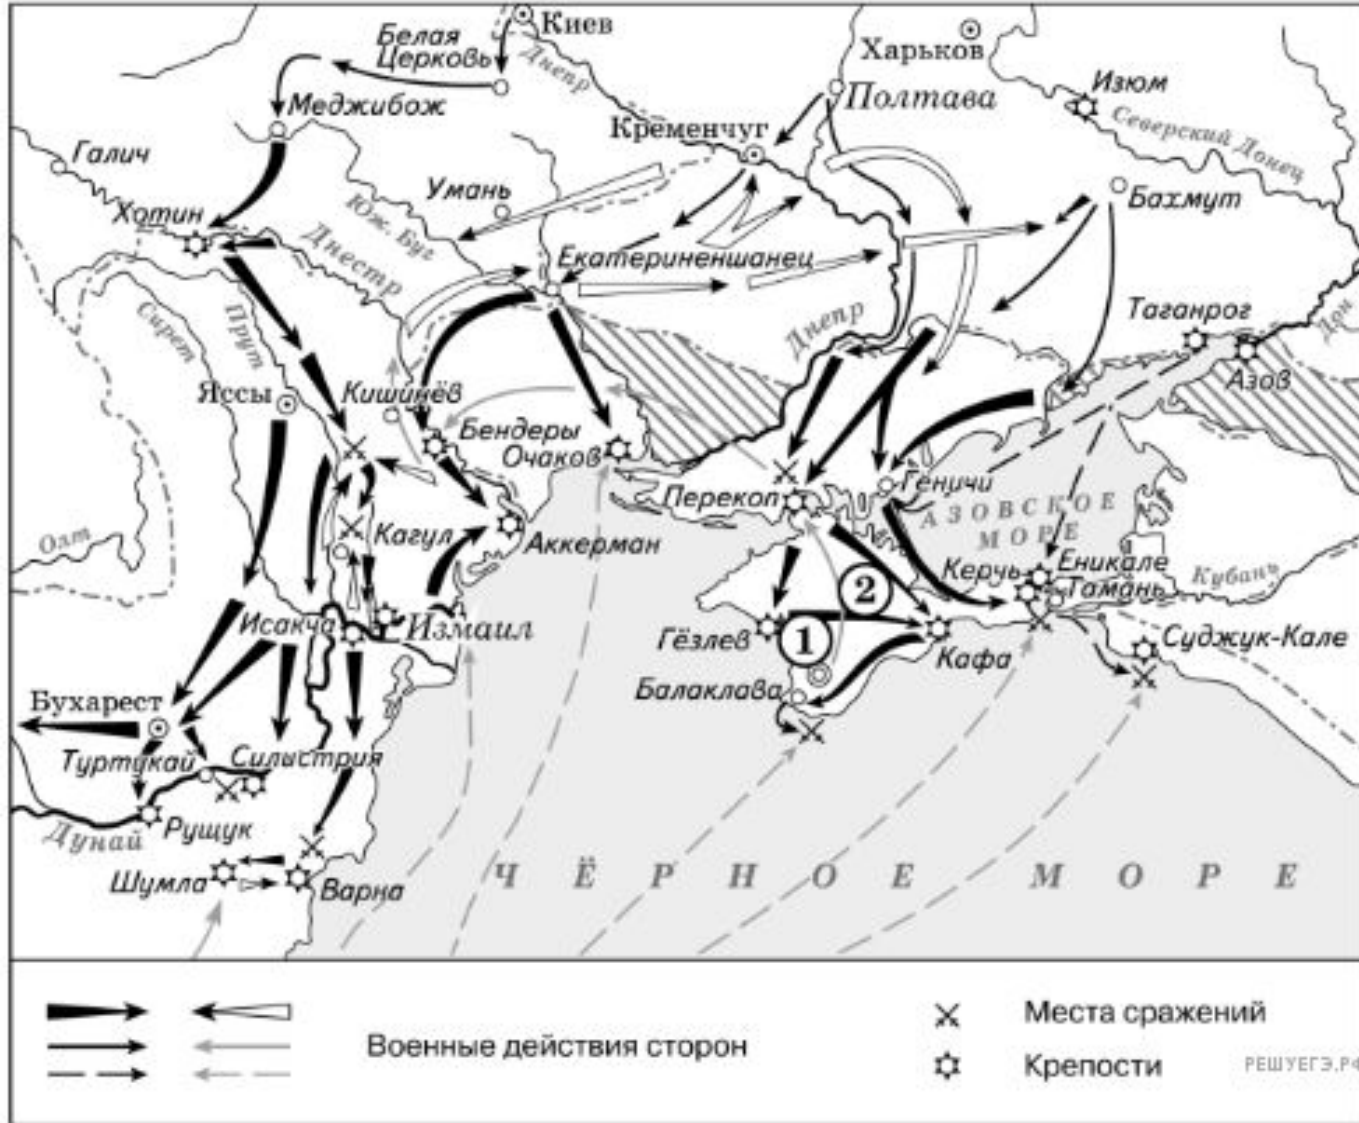 Киев
Белая
Церковь
Днепр
Харьков
Изюм
Меджибож
Полтава
Северский Донец
Кременчуг
Галич
Умань
Бахмут
Хотин
Юж. Буг
Днестр
Екатериненшанец
Сирет
Прут
Днепр
Таганрог
Дон
Яссы
Кишинёв
Азов
Бендеры
Очаков
Перекоп
Геничи
АЗОВСКОЕ
МОРЕ
Олт
Кагул
Аккерман
Керчь
Еникале
Тамань
Кубань
2
Исакча
Измаил
Гёзлев
1
Кафа
Суджук-Кале
Балаклава
Бухарест
Туртукай
Силистрия
Дунай
Рущук
Шумла
Варна
ЧЁРНОЕ МОРЕ
Военные действия сторон
Места сражений
Крепости
РЕШУЕГЭ.РФ